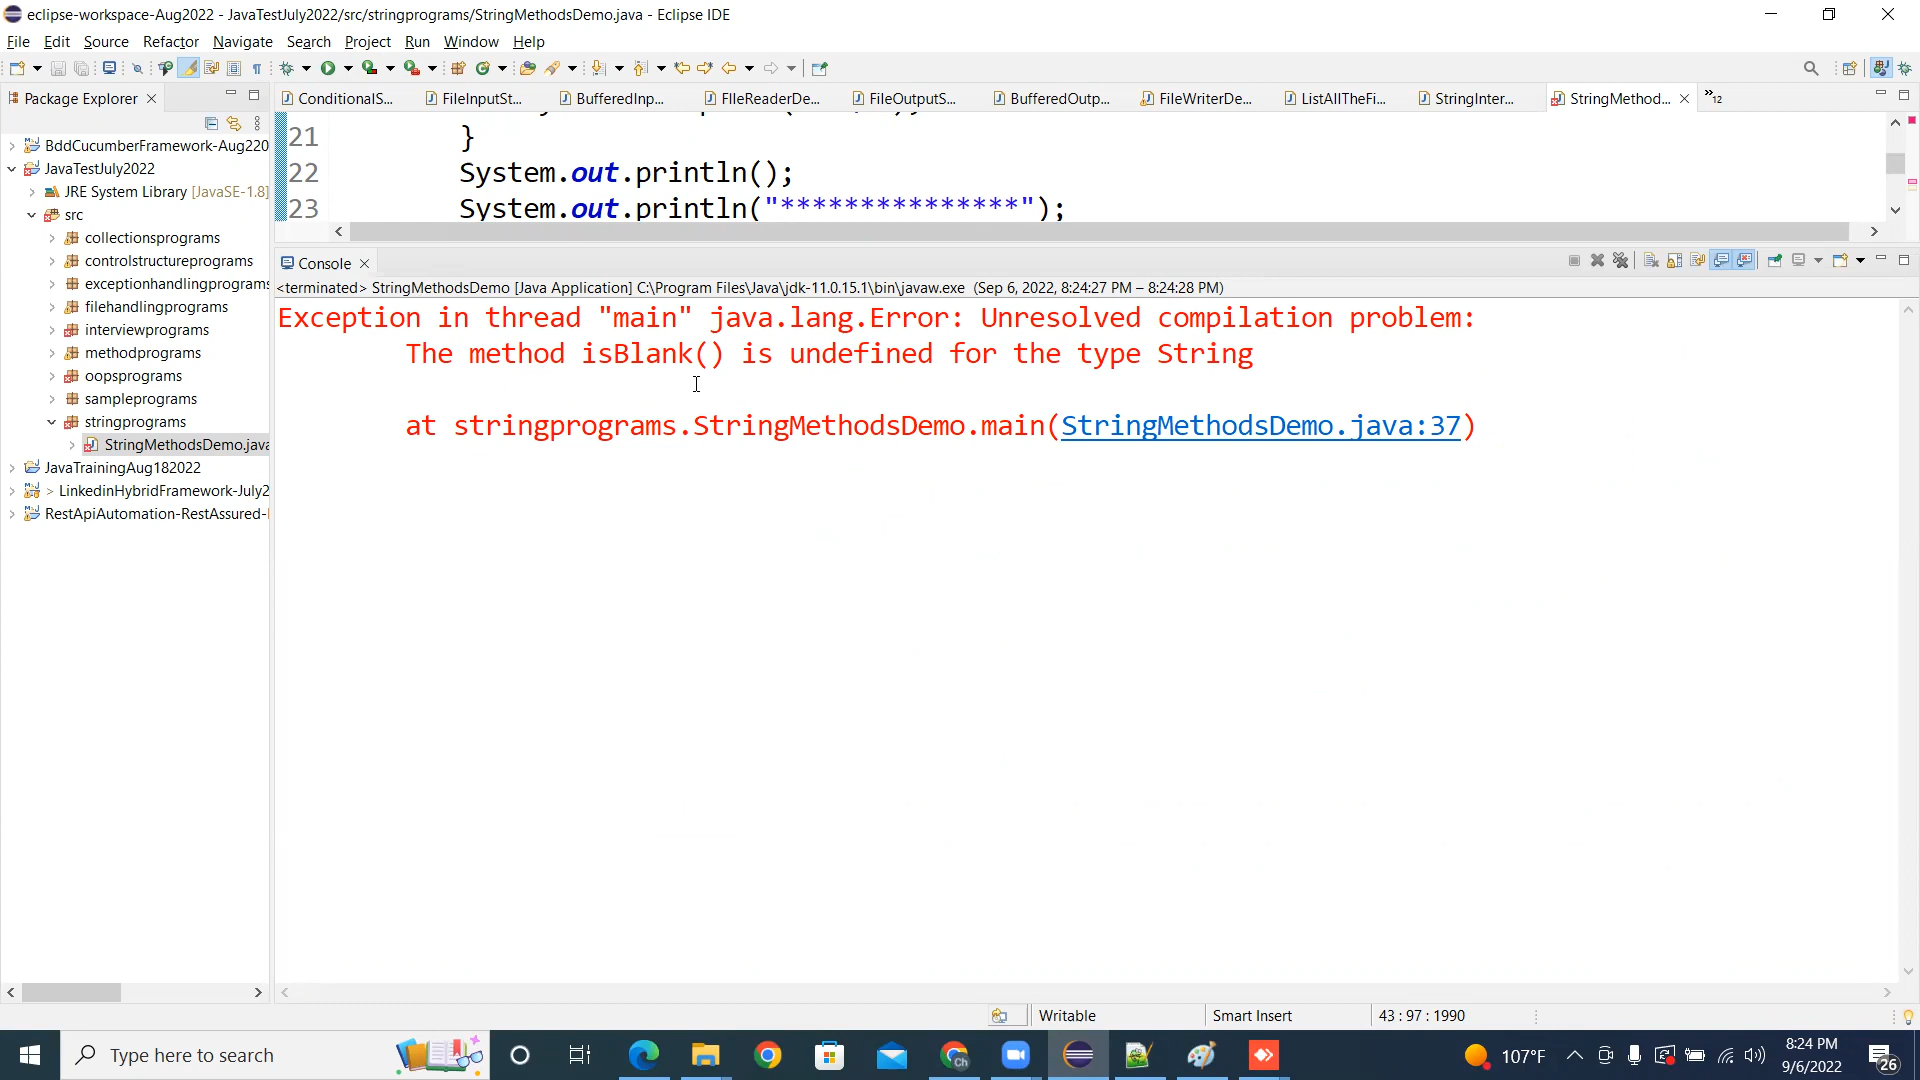 eclipse-workspace-Aug2022 - JavaTestJuly2022/src/stringprograms/StringMethodsDemo.java - Eclipse IDE
File Edit Source Refactor Navigate Search Project Run Window Help
Package Explorer
ConditionalS... FileInputSt... BufferedInp... FIleReaderDe... FileOutputS... BufferedOutp... FileWriterDe... ListAllTheFi... StringInter... StringMethod... »12
BddCucumberFramework-Aug220
JavaTestJuly2022
JRE System Library [JavaSE-1.8]
src
collectionsprograms
controlstructureprograms
exceptionhandlingprograms
filehandlingprograms
interviewprograms
methodprograms
oopsprograms
sampleprograms
stringprograms
StringMethodsDemo.java
JavaTrainingAug182022
> LinkedinHybridFramework-July2
RestApiAutomation-RestAssured-
21 }
22 System.out.println();
23 System.out.println("***************");
Console
<terminated> StringMethodsDemo [Java Application] C:\Program Files\Java\jdk-11.0.15.1\bin\javaw.exe (Sep 6, 2022, 8:24:27 PM – 8:24:28 PM)
Exception in thread "main" java.lang.Error: Unresolved compilation problem:
The method isBlank() is undefined for the type String
at stringprograms.StringMethodsDemo.main(StringMethodsDemo.java:37)
Writable Smart Insert 43 : 97 : 1990
Type here to search
107°F
8:24 PM
9/6/2022
26